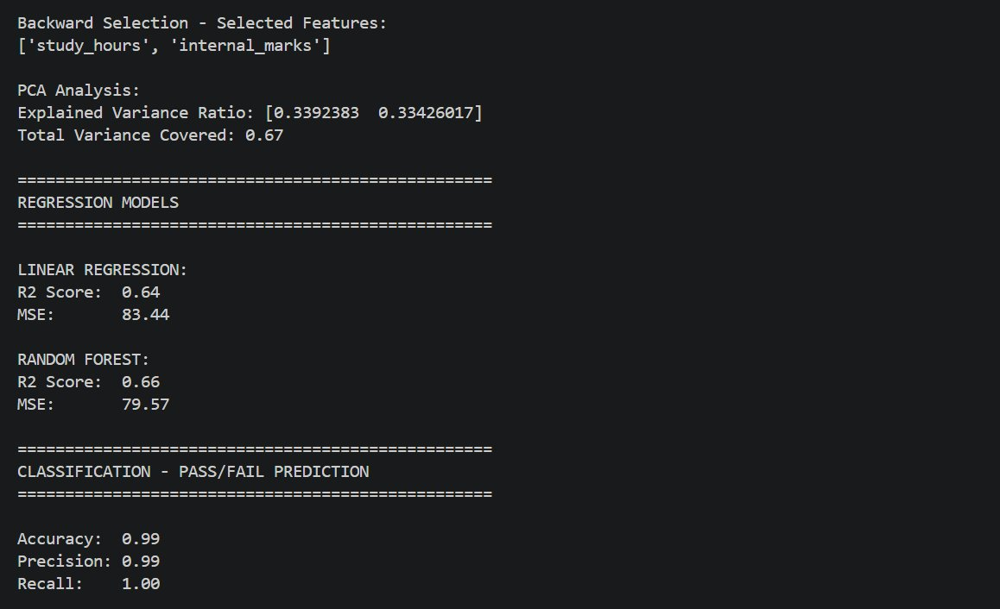 Backward Selection - Selected Features:
['study_hours', 'internal_marks']
PCA Analysis:
Explained Variance Ratio: [0.3392383  0.33426017]
Total Variance Covered: 0.67
==================================================
REGRESSION MODELS
==================================================
LINEAR REGRESSION:
R2 Score:  0.64
MSE:       83.44
RANDOM FOREST:
R2 Score:  0.66
MSE:       79.57
==================================================
CLASSIFICATION - PASS/FAIL PREDICTION
==================================================
Accuracy:  0.99
Precision: 0.99
Recall:    1.00